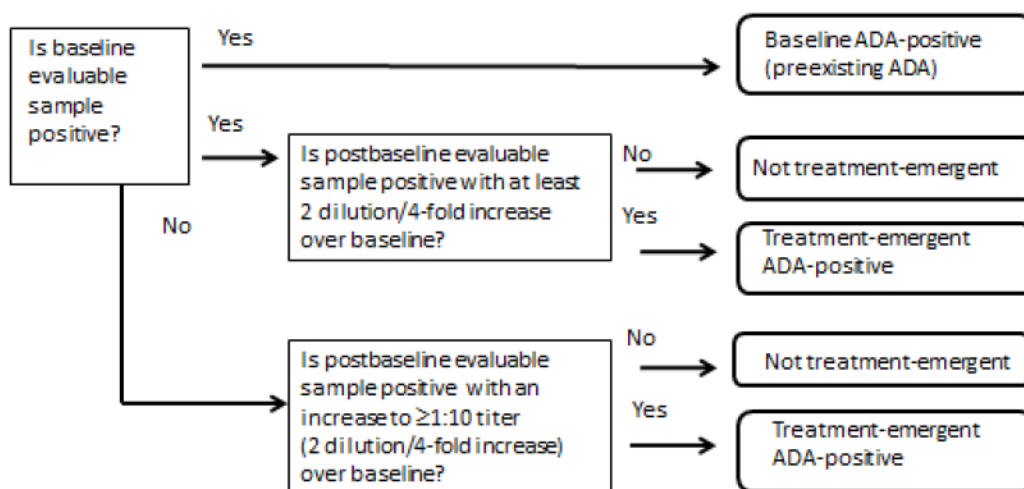 Is baseline
evaluable
sample
positive?
Yes
Baseline ADA-positive
(preexisting ADA)
Yes
Is postbaseline evaluable
sample positive with at least
2 dilution/4-fold increase
over baseline?
No
Not treatment-emergent
Yes
Treatment-emergent
ADA-positive
No
Is postbaseline evaluable
sample positive with an
increase to ≥1:10 titer
(2 dilution/4-fold increase)
over baseline?
No
Not treatment-emergent
Yes
Treatment-emergent
ADA-positive